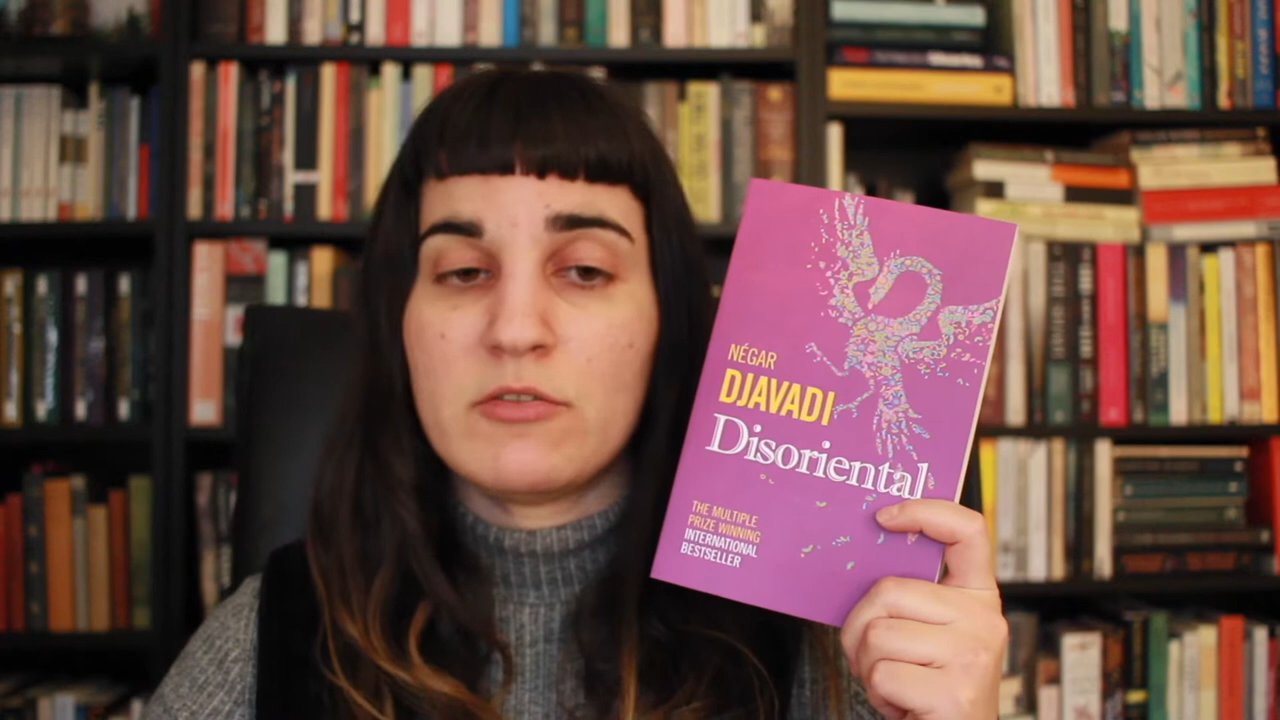 NÉGAR
DJAVADI
Disoriental
THE MULTIPLE
PRIZE WINNING
INTERNATIONAL
BESTSELLER